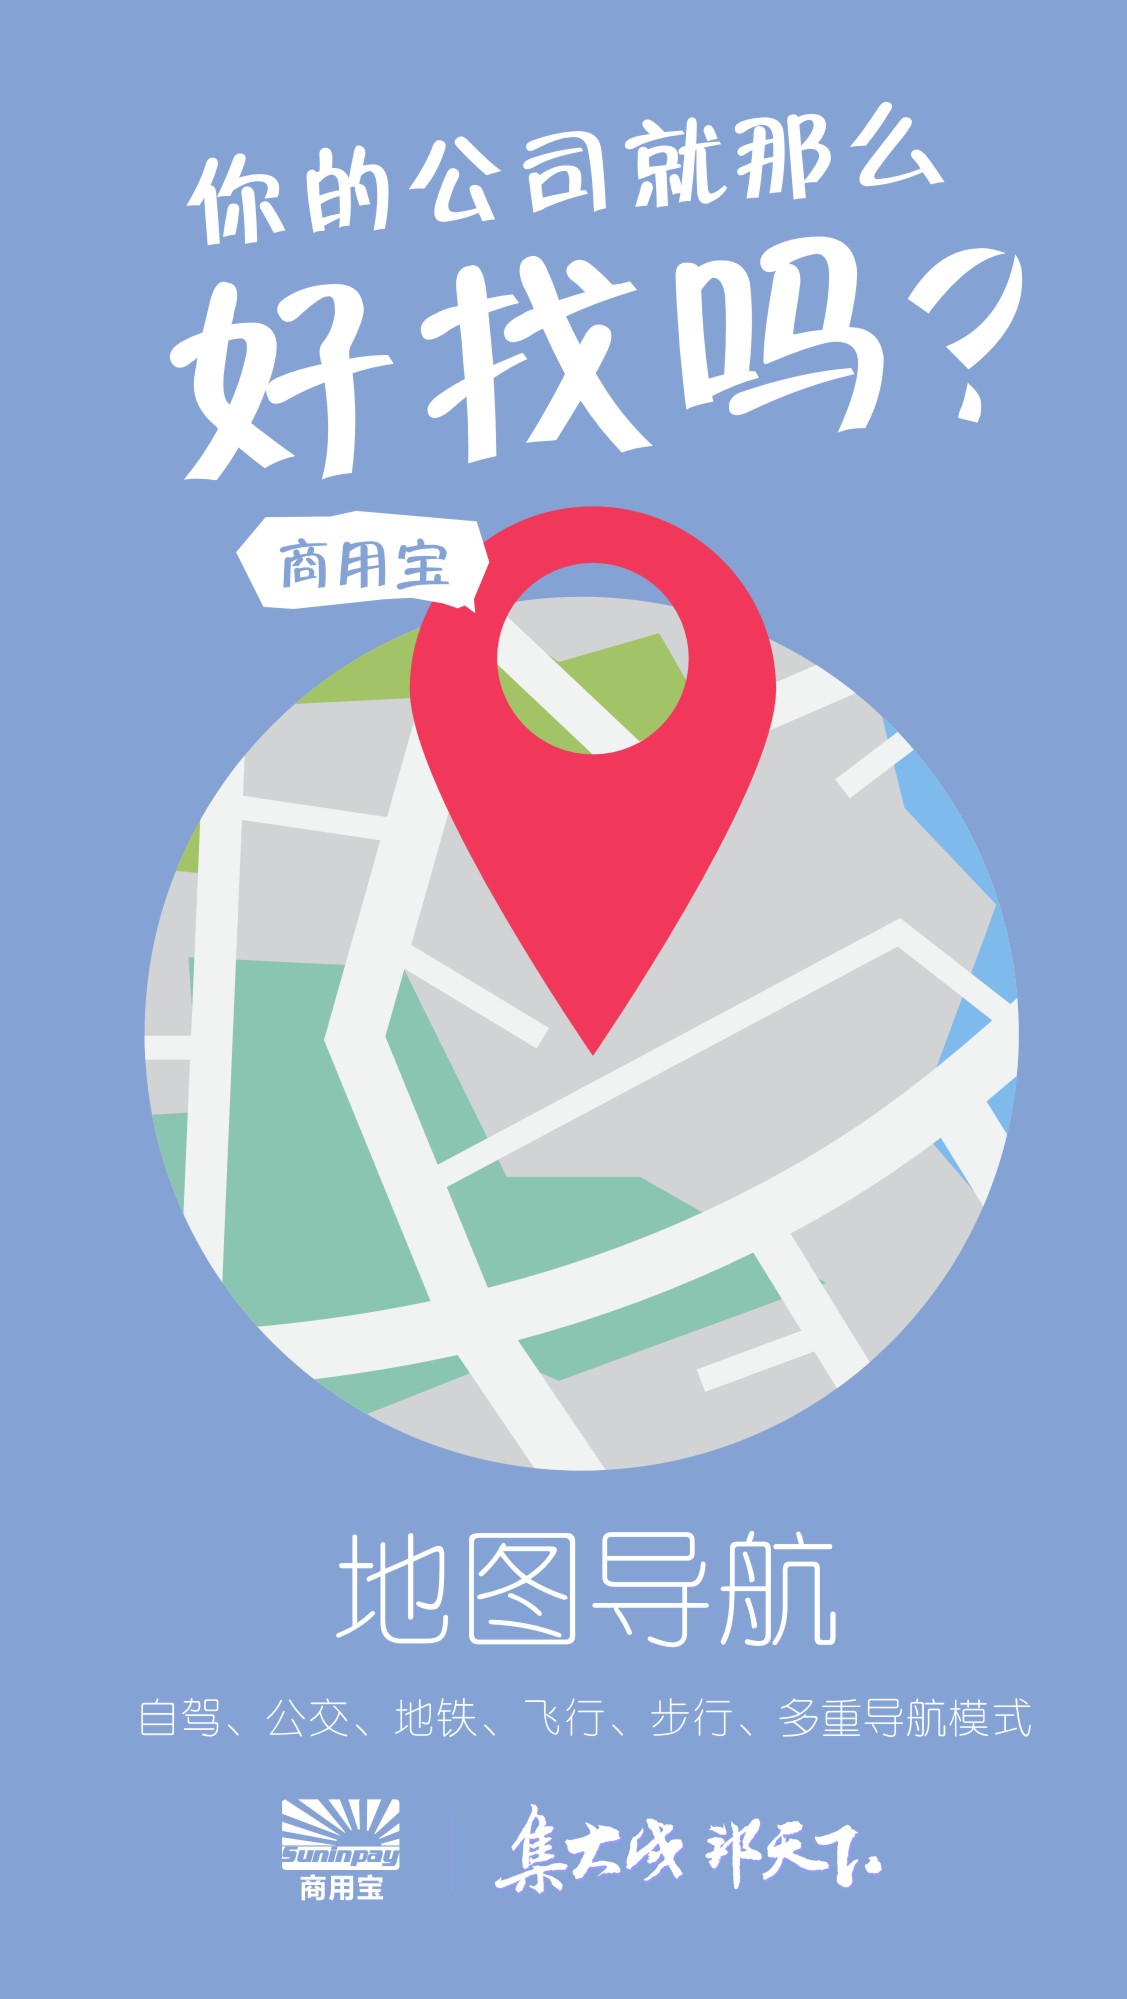 你的公司就那么
好找吗?
商用宝
地图导航
自驾、公交、地铁、飞行、步行、多重导航模式
Suninpay
商用宝
集大成 邦天下.